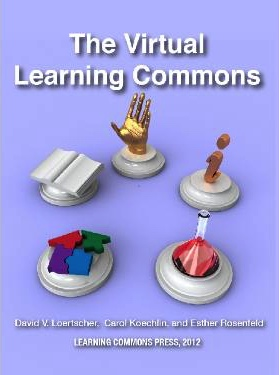 The Virtual
Learning Commons
David V. Loertscher, Carol Koechlin, and Esther Rosenfeld
LEARNING COMMONS PRESS, 2012